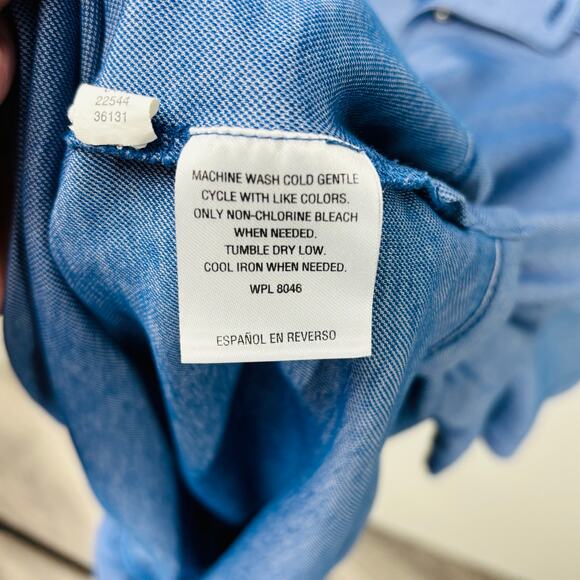 22544
36131
MACHINE WASH COLD GENTLE
CYCLE WITH LIKE COLORS.
ONLY NON-CHLORINE BLEACH
WHEN NEEDED.
TUMBLE DRY LOW.
COOL IRON WHEN NEEDED.
WPL 8046
ESPAÑOL EN REVERSO